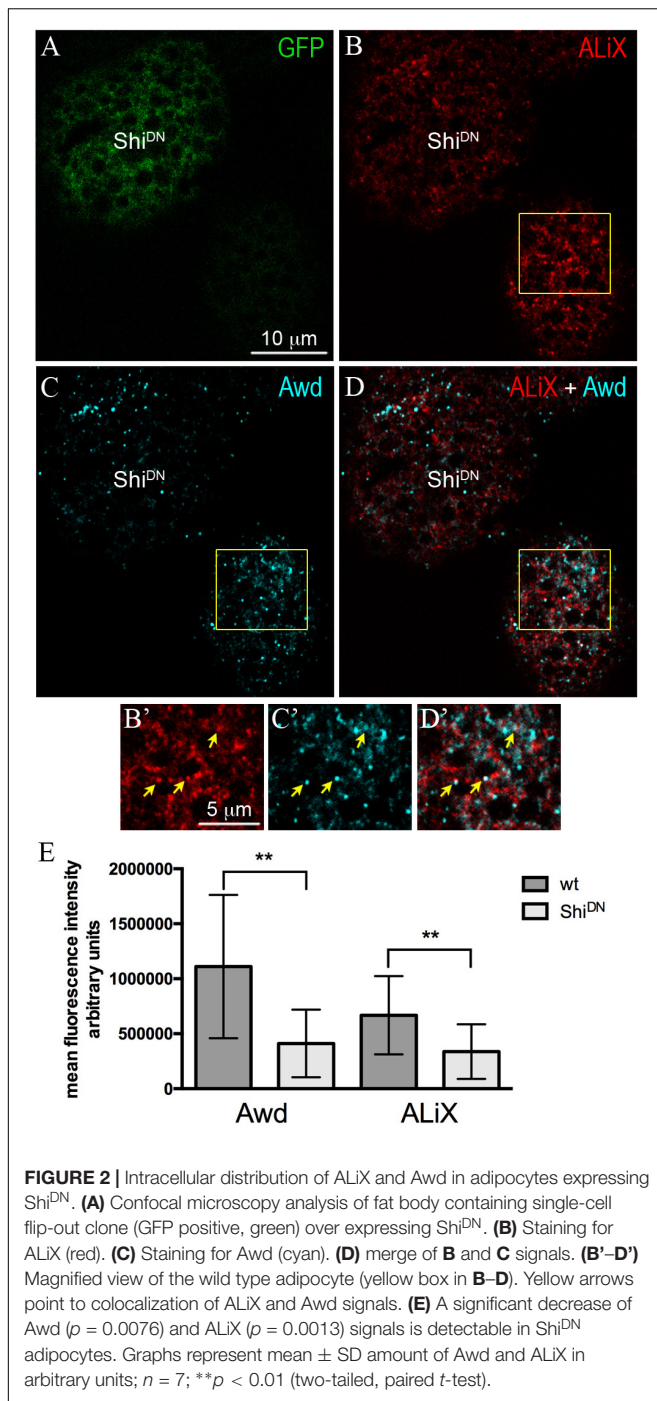 A GFP
Shi^DN
10 µm
B ALiX
C Awd
Shi^DN
D ALiX + Awd
Shi^DN
B’
5 µm
C’
D’
E
mean fluorescence intensity
arbitrary units
2000000
1500000
1000000
500000
0
**
**
wt
Shi^DN
Awd
ALiX
FIGURE 2 | Intracellular distribution of ALiX and Awd in adipocytes expressing
Shi^DN. (A) Confocal microscopy analysis of fat body containing single-cell
flip-out clone (GFP positive, green) over expressing Shi^DN. (B) Staining for
ALiX (red). (C) Staining for Awd (cyan). (D) merge of B and C signals. (B’–D’)
Magnified view of the wild type adipocyte (yellow box in B–D). Yellow arrows
point to colocalization of ALiX and Awd signals. (E) A significant decrease of
Awd (p = 0.0076) and ALiX (p = 0.0013) signals is detectable in Shi^DN
adipocytes. Graphs represent mean ± SD amount of Awd and ALiX in
arbitrary units; n = 7; **p < 0.01 (two-tailed, paired t-test).